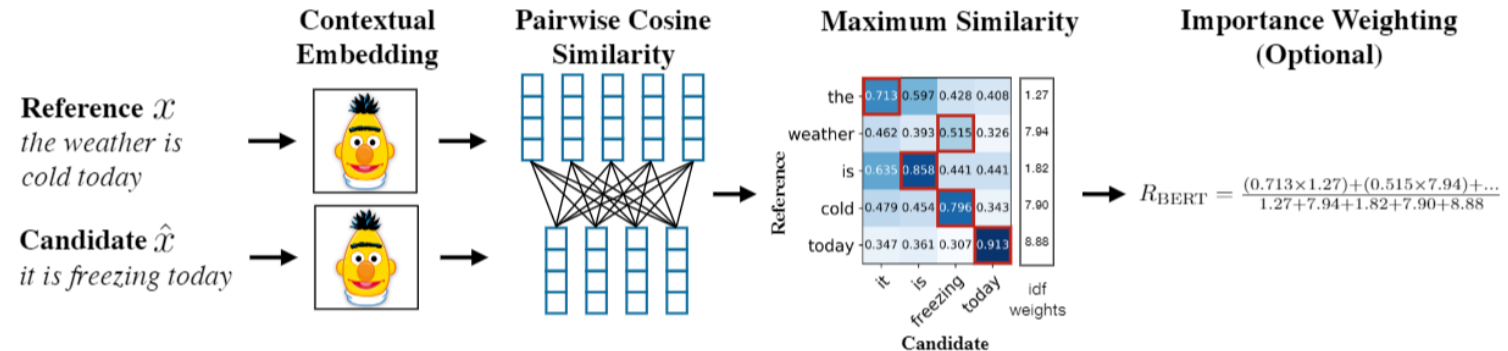 Contextual
Embedding
Pairwise Cosine
Similarity
Maximum Similarity
Importance Weighting
(Optional)
Reference x
the weather is
cold today
Candidate x̂
it is freezing today
Reference
the 0.713 0.597 0.428 0.408 1.27
weather 0.462 0.393 0.515 0.326 7.94
is 0.635 0.858 0.441 0.441 1.82
cold 0.479 0.454 0.796 0.343 7.90
today 0.347 0.361 0.307 0.913 8.88
it is freezing today
idf
weights
Candidate
R_BERT = (0.713×1.27)+(0.515×7.94)+...
1.27+7.94+1.82+7.90+8.88